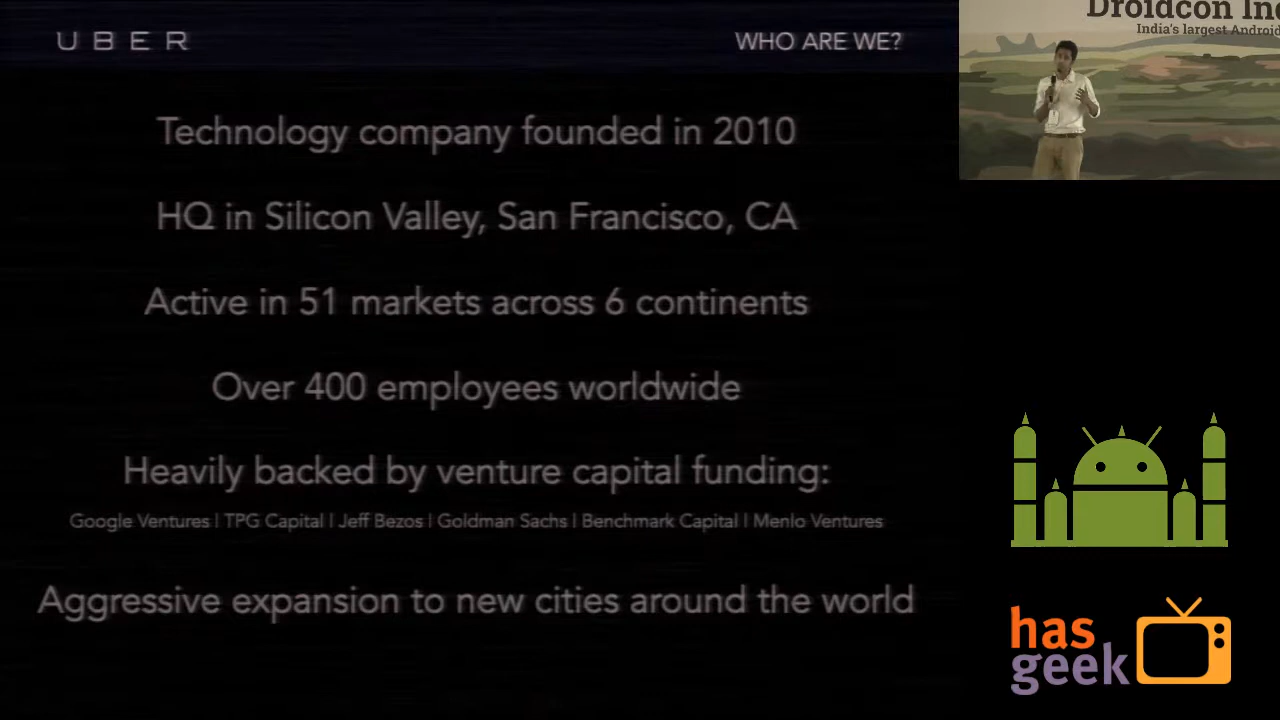 UBER
WHO ARE WE?
Technology company founded in 2010
HQ in Silicon Valley, San Francisco, CA
Active in 51 markets across 6 continents
Over 400 employees worldwide
Heavily backed by venture capital funding:
Google Ventures | TPG Capital | Jeff Bezos | Goldman Sachs | Benchmark Capital | Menlo Ventures
Aggressive expansion to new cities around the world
Droidcon In
India's largest Android
has
geek